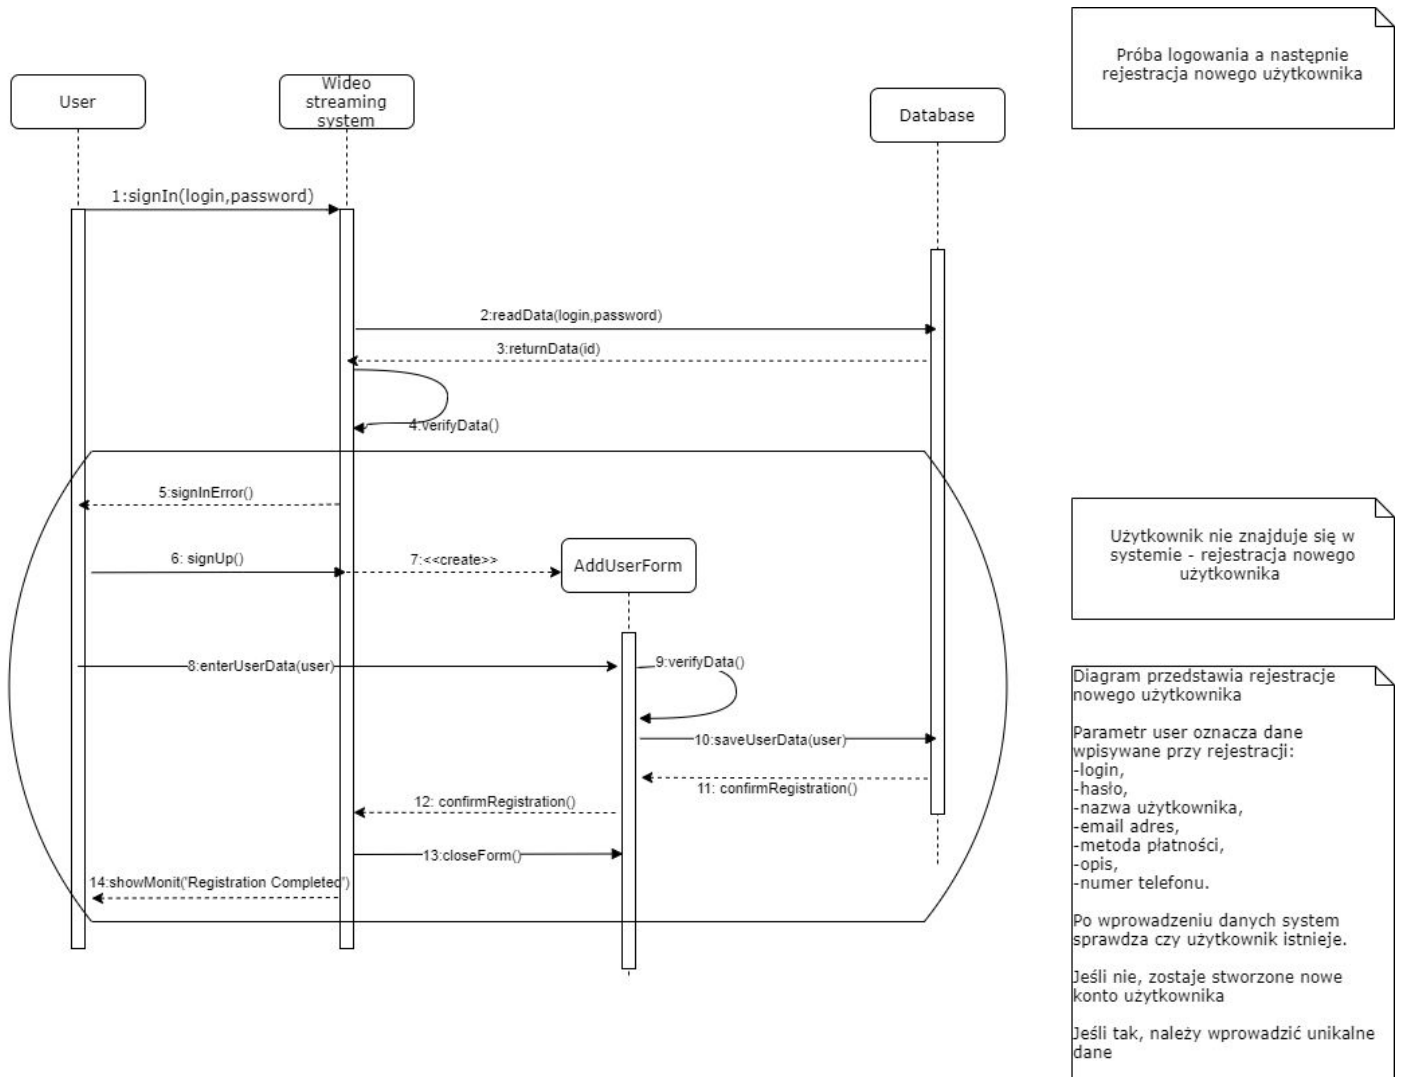 Próba logowania a następnie
rejestracja nowego użytkownika
User
Wideo
streaming
system
Database
1:signIn(login,password)
2:readData(login,password)
3:returnData(id)
4:verifyData()
5:signInError()
6: signUp()
7:<<create>>
AddUserForm
Użytkownik nie znajduje się w
systemie - rejestracja nowego
użytkownika
8:enterUserData(user)
9:verifyData()
10:saveUserData(user)
11: confirmRegistration()
12: confirmRegistration()
13:closeForm()
14:showMonit('Registration Completed')
Diagram przedstawia rejestracje
nowego użytkownika
Parametr user oznacza dane
wpisywane przy rejestracji:
-login,
-hasło,
-nazwa użytkownika,
-email adres,
-metoda płatności,
-opis,
-numer telefonu.
Po wprowadzeniu danych system
sprawdza czy użytkownik istnieje.
Jeśli nie, zostaje stworzone nowe
konto użytkownika
Jeśli tak, należy wprowadzić unikalne
dane